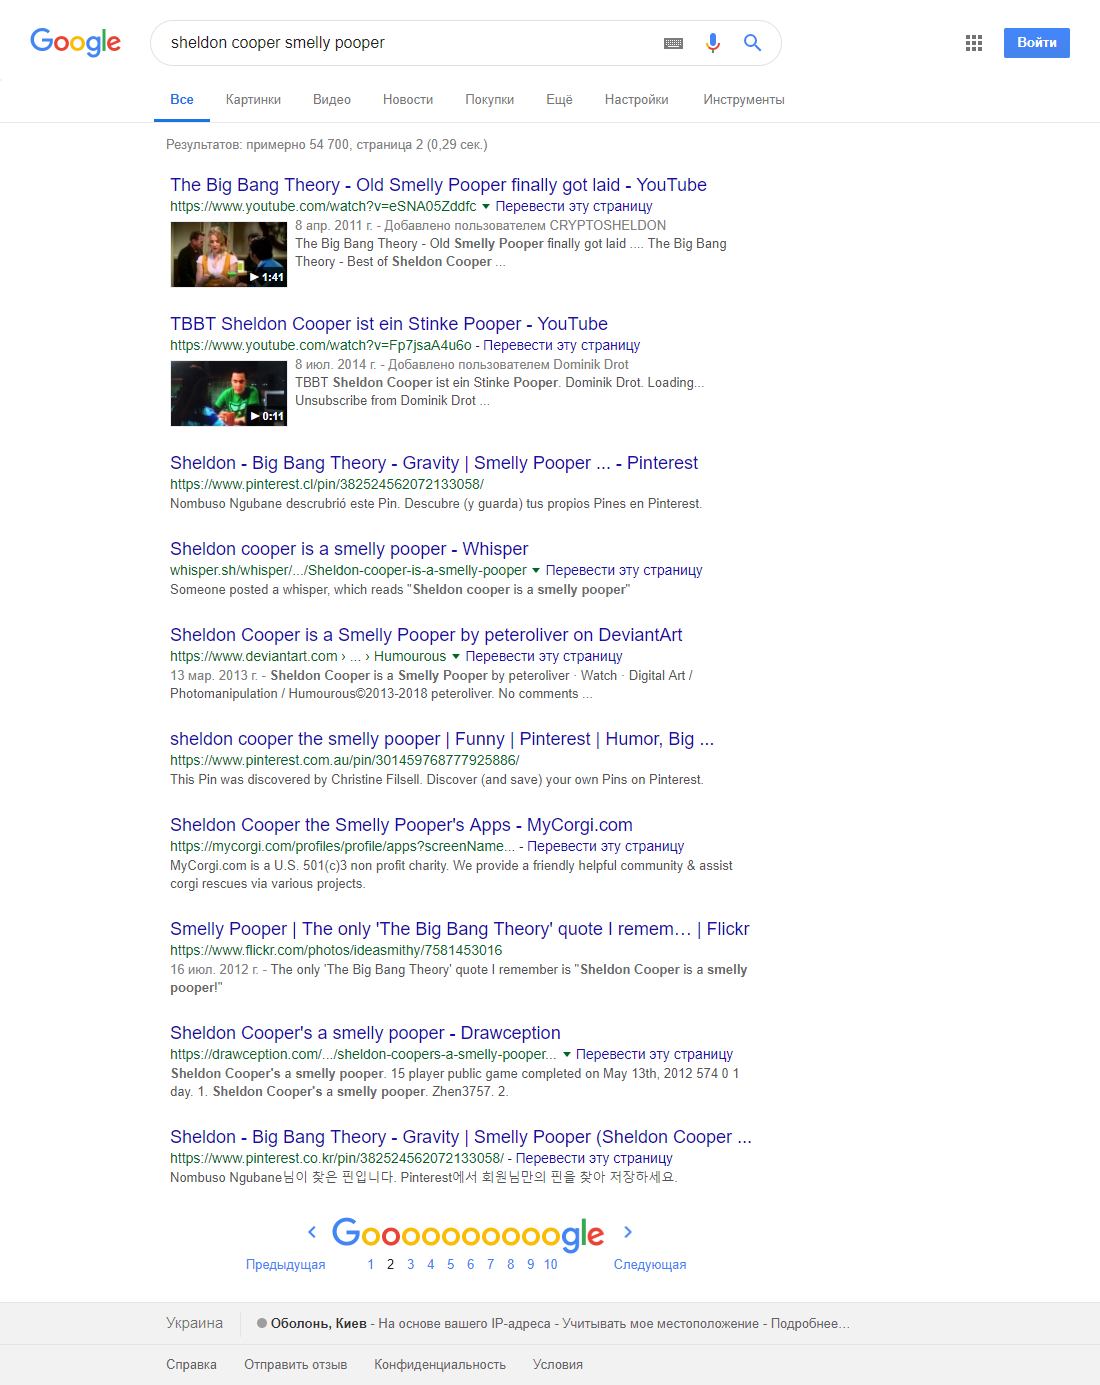 Google
sheldon cooper smelly pooper
Войти
Все Картинки Видео Новости Покупки Ещё Настройки Инструменты
Результатов: примерно 54 700, страница 2 (0,29 сек.)
The Big Bang Theory - Old Smelly Pooper finally got laid - YouTube
https://www.youtube.com/watch?v=eSNA05Zddfc Перевести эту страницу
8 апр. 2011 г. - Добавлено пользователем CRYPTOSHELDON
The Big Bang Theory - Old Smelly Pooper finally got laid .... The Big Bang
Theory - Best of Sheldon Cooper ...
1:41
TBBT Sheldon Cooper ist ein Stinke Pooper - YouTube
https://www.youtube.com/watch?v=Fp7jsaA4u6o - Перевести эту страницу
8 июл. 2014 г. - Добавлено пользователем Dominik Drot
TBBT Sheldon Cooper ist ein Stinke Pooper. Dominik Drot. Loading...
Unsubscribe from Dominik Drot ...
0:11
Sheldon - Big Bang Theory - Gravity | Smelly Pooper ... - Pinterest
https://www.pinterest.cl/pin/382524562072133058/
Nombuso Ngubane descrubrió este Pin. Descubre (y guarda) tus propios Pines en Pinterest.
Sheldon cooper is a smelly pooper - Whisper
whisper.sh/whisper/.../Sheldon-cooper-is-a-smelly-pooper Перевести эту страницу
Someone posted a whisper, which reads "Sheldon cooper is a smelly pooper"
Sheldon Cooper is a Smelly Pooper by peteroliver on DeviantArt
https://www.deviantart.com › ... › Humourous Перевести эту страницу
13 мар. 2013 г. - Sheldon Cooper is a Smelly Pooper by peteroliver · Watch · Digital Art /
Photomanipulation / Humourous©2013-2018 peteroliver. No comments ...
sheldon cooper the smelly pooper | Funny | Pinterest | Humor, Big ...
https://www.pinterest.com.au/pin/301459768777925886/
This Pin was discovered by Christine Filsell. Discover (and save) your own Pins on Pinterest.
Sheldon Cooper the Smelly Pooper's Apps - MyCorgi.com
https://mycorgi.com/profiles/profile/apps?screenName... - Перевести эту страницу
MyCorgi.com is a U.S. 501(c)3 non profit charity. We provide a friendly helpful community & assist
corgi rescues via various projects.
Smelly Pooper | The only 'The Big Bang Theory' quote I remem… | Flickr
https://www.flickr.com/photos/ideasmithy/7581453016
16 июл. 2012 г. - The only 'The Big Bang Theory' quote I remember is "Sheldon Cooper is a smelly
pooper!"
Sheldon Cooper's a smelly pooper - Drawception
https://drawception.com/.../sheldon-coopers-a-smelly-pooper... Перевести эту страницу
Sheldon Cooper's a smelly pooper. 15 player public game completed on May 13th, 2012 574 0 1
day. 1. Sheldon Cooper's a smelly pooper. Zhen3757. 2.
Sheldon - Big Bang Theory - Gravity | Smelly Pooper (Sheldon Cooper ...
https://www.pinterest.co.kr/pin/382524562072133058/ - Перевести эту страницу
Nombuso Ngubane님이 찾은 핀입니다. Pinterest에서 회원님만의 핀을 찾아 저장하세요.
Goooooooooogle
Предыдущая 1 2 3 4 5 6 7 8 9 10 Следующая
Украина Оболонь, Киев - На основе вашего IP-адреса - Учитывать мое местоположение - Подробнее…
Справка Отправить отзыв Конфиденциальность Условия